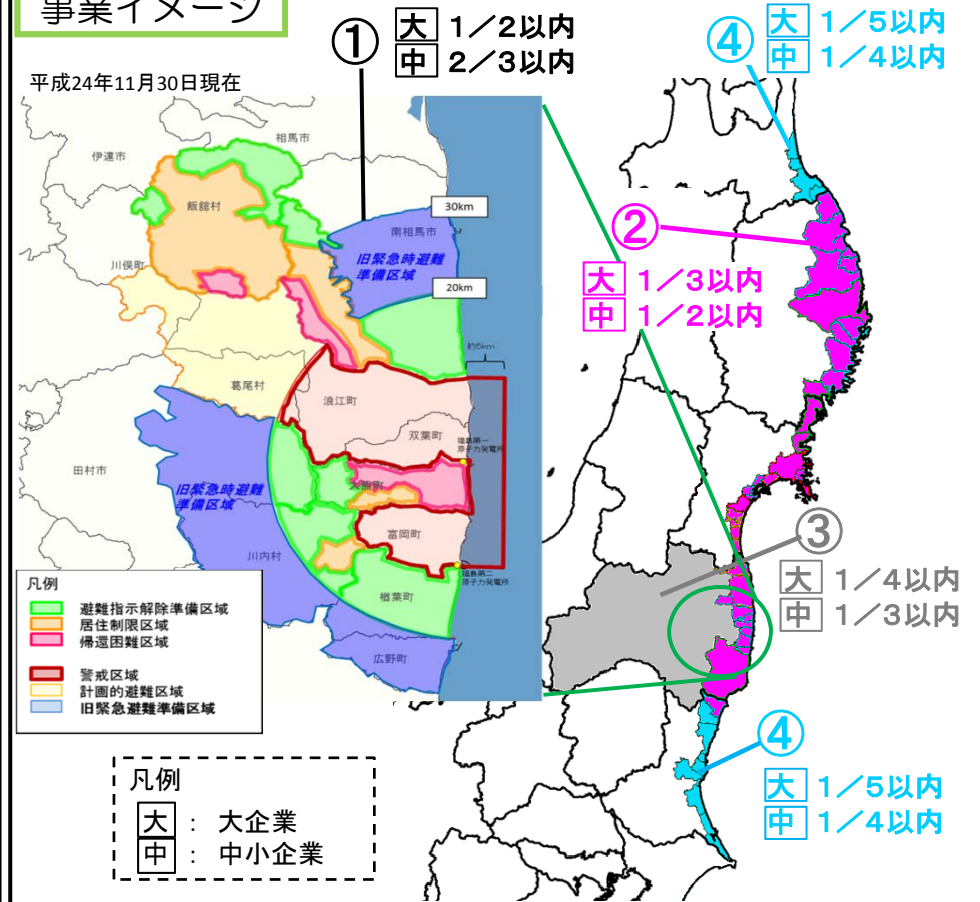 事業イメージ
① 大 1/2以内
中 2/3以内
④ 大 1/5以内
中 1/4以内
平成24年11月30日現在
相馬市
伊達市
飯舘村
30km
南相馬市
旧緊急時避難
準備区域
川俣町
20km
②
大 1/3以内
中 1/2以内
約5km
葛尾村
浪江町
双葉町
福島第一
原子力発電所
田村市
大熊町
旧緊急時避難
準備区域
富岡町
③
大 1/4以内
中 1/3以内
川内村
福島第二
原子力発電所
楢葉町
広野町
凡例
避難指示解除準備区域
居住制限区域
帰還困難区域
警戒区域
計画的避難区域
旧緊急避難準備区域
④
大 1/5以内
中 1/4以内
凡例
大 : 大企業
中 : 中小企業